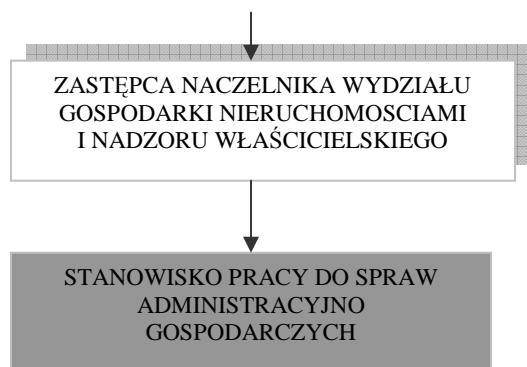 ZASTĘPCA NACZELNIKA WYDZIAŁU
GOSPODARKI NIERUCHOMOSCIAMI
I NADZORU WŁAŚCICIELSKIEGO
STANOWISKO PRACY DO SPRAW
ADMINISTRACYJNO
GOSPODARCZYCH